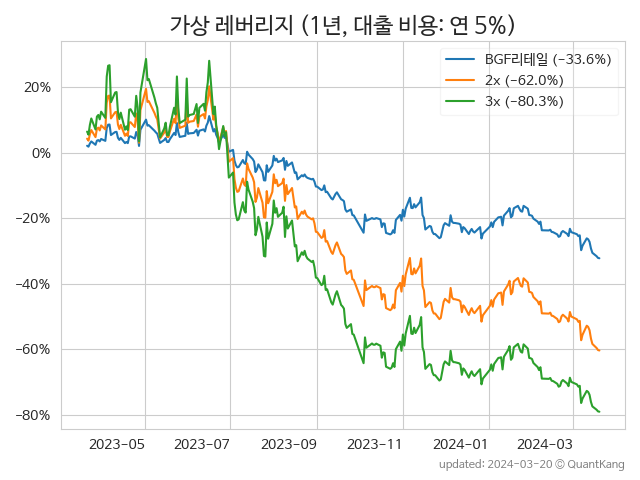 가상 레버리지 (1년, 대출 비용: 연 5%)
BGF리테일 (−33.6%)
2x (−62.0%)
3x (−80.3%)
20%
0%
−20%
−40%
−60%
−80%
2023-05 2023-07 2023-09 2023-11 2024-01 2024-03
updated: 2024-03-20 © QuantKang